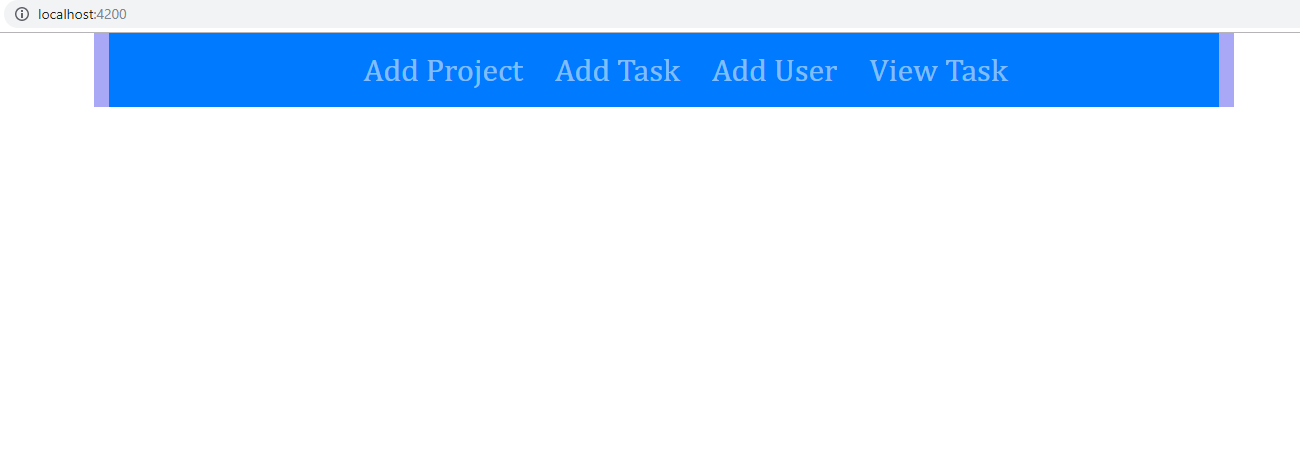 localhost:4200
Add Project Add Task Add User View Task